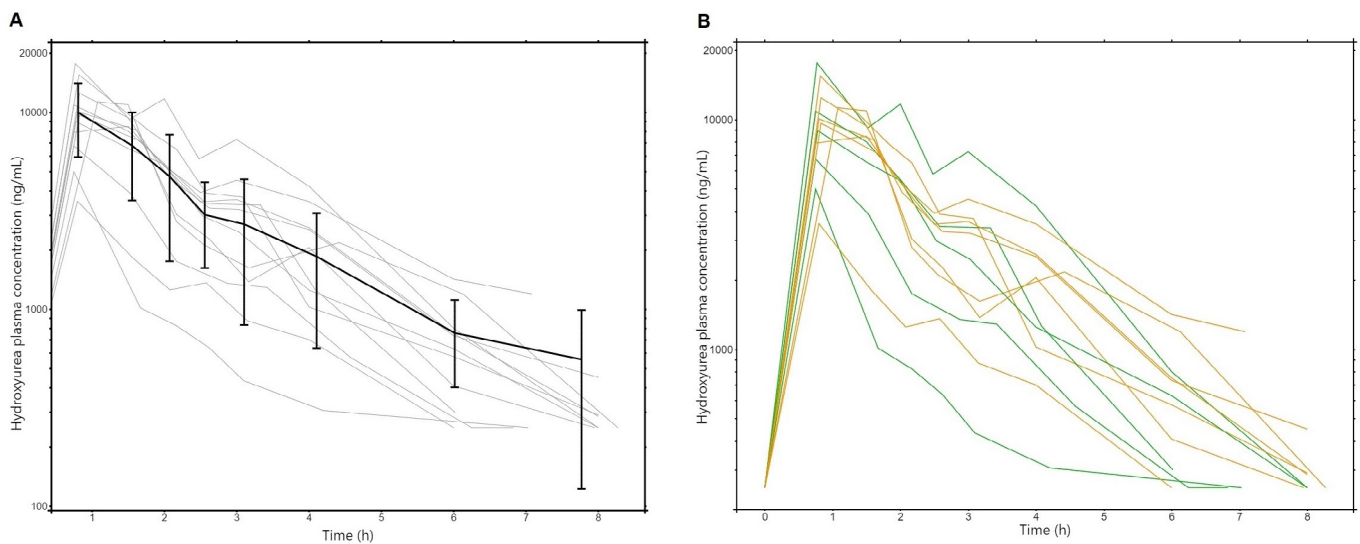 A
B
Hydroxyurea plasma concentration (ng/mL)
20000
10000
1000
100
1 2 3 4 5 6 7 8
Time (h)
Hydroxyurea plasma concentration (ng/mL)
20000
10000
1000
0 1 2 3 4 5 6 7 8
Time (h)